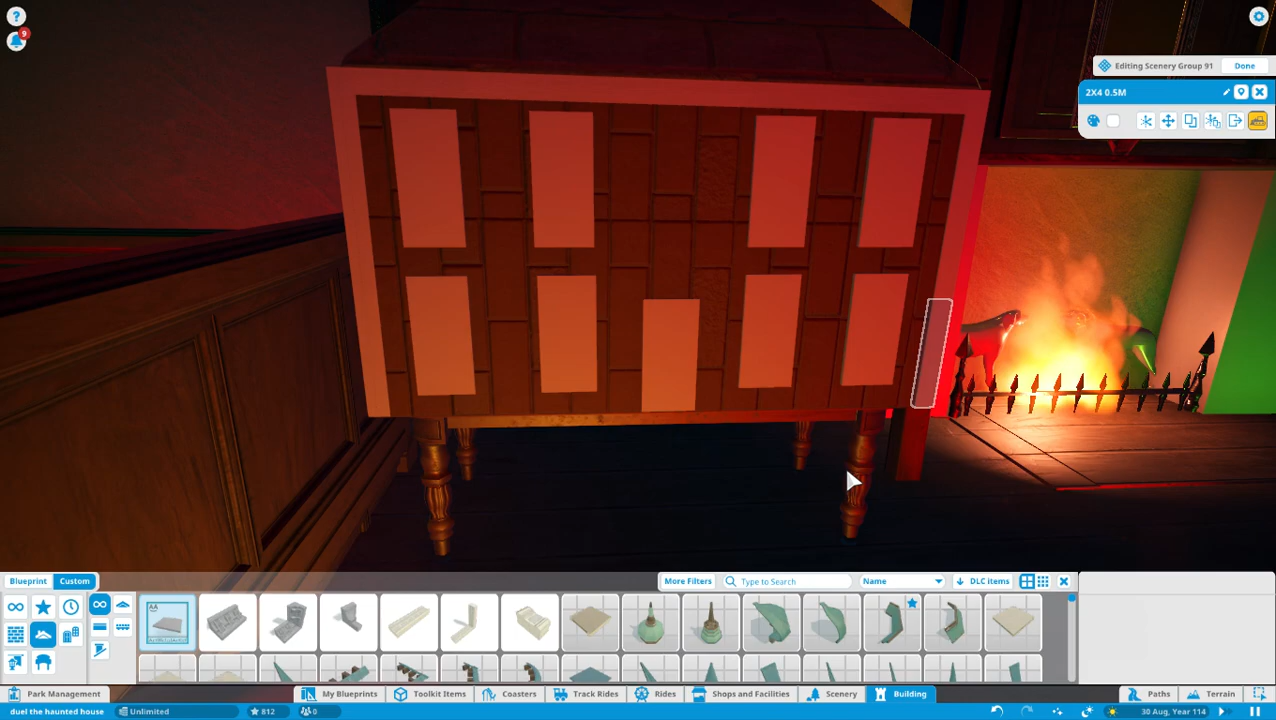 ?
9
Editing Scenery Group 91
Done
2X4 0.5M
Blueprint
Custom
More Filters
Type to Search
Name
DLC items
AA
Park Management
My Blueprints
Toolkit Items
Coasters
Track Rides
Rides
Shops and Facilities
Scenery
Building
Paths
Terrain
duel the haunted house
Unlimited
812
0
30 Aug, Year 114